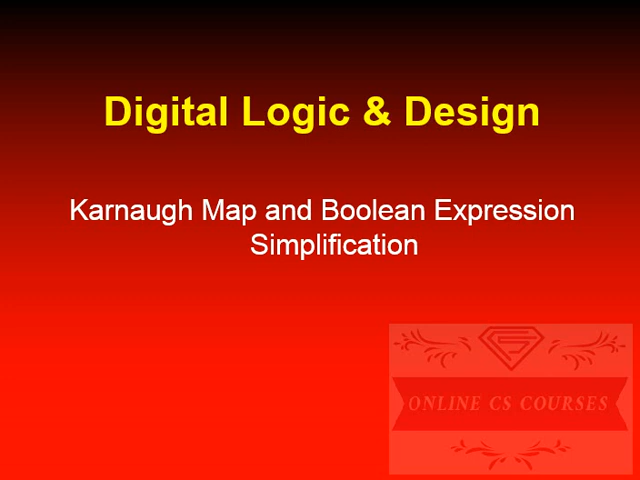 Digital Logic & Design
Karnaugh Map and Boolean Expression
Simplification
ONLINE CS COURSES